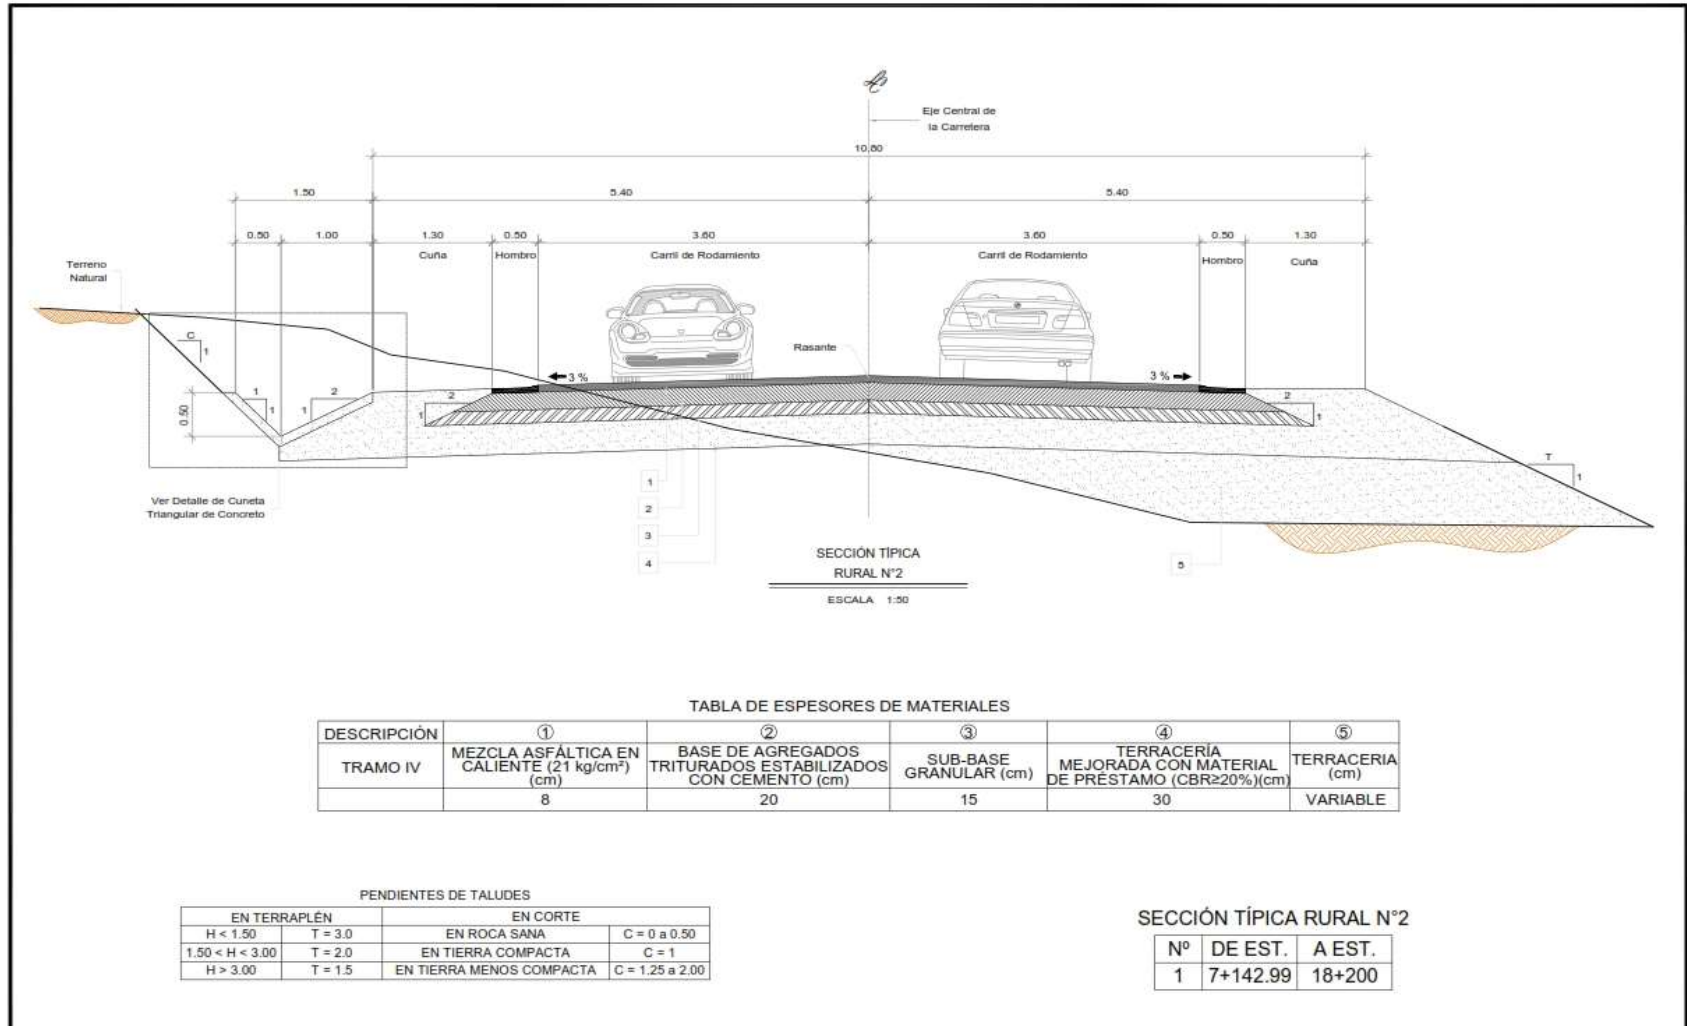 Eje Central de
la Carretera
10.80
1.50
5.40
5.40
0.50
1.00
1.30
0.50
3.60
3.60
0.50
1.30
Cuña
Hombro
Carril de Rodamiento
Carril de Rodamiento
Hombro
Cuña
Terreno
Natural
C
1
Rasante
3 %
3 %
0.50
1
1
2
1
2
1
2
1
T
1
Ver Detalle de Cuneta
Triangular de Concreto
1
2
3
4
5
SECCIÓN TÍPICA
RURAL N°2
ESCALA 1:50
TABLA DE ESPESORES DE MATERIALES
DESCRIPCIÓN ① ② ③ ④ ⑤
TRAMO IV
MEZCLA ASFÁLTICA EN
CALIENTE (21 kg/cm²)
(cm)
BASE DE AGREGADOS
TRITURADOS ESTABILIZADOS
CON CEMENTO (cm)
SUB-BASE
GRANULAR (cm)
TERRACERÍA
MEJORADA CON MATERIAL
DE PRÉSTAMO (CBR≥20%)(cm)
TERRACERIA
(cm)
8 20 15 30 VARIABLE
PENDIENTES DE TALUDES
EN TERRAPLÉN EN CORTE
H < 1.50 T = 3.0 EN ROCA SANA C = 0 a 0.50
1.50 < H < 3.00 T = 2.0 EN TIERRA COMPACTA C = 1
H > 3.00 T = 1.5 EN TIERRA MENOS COMPACTA C = 1.25 a 2.00
SECCIÓN TÍPICA RURAL N°2
Nº DE EST. A EST.
1 7+142.99 18+200